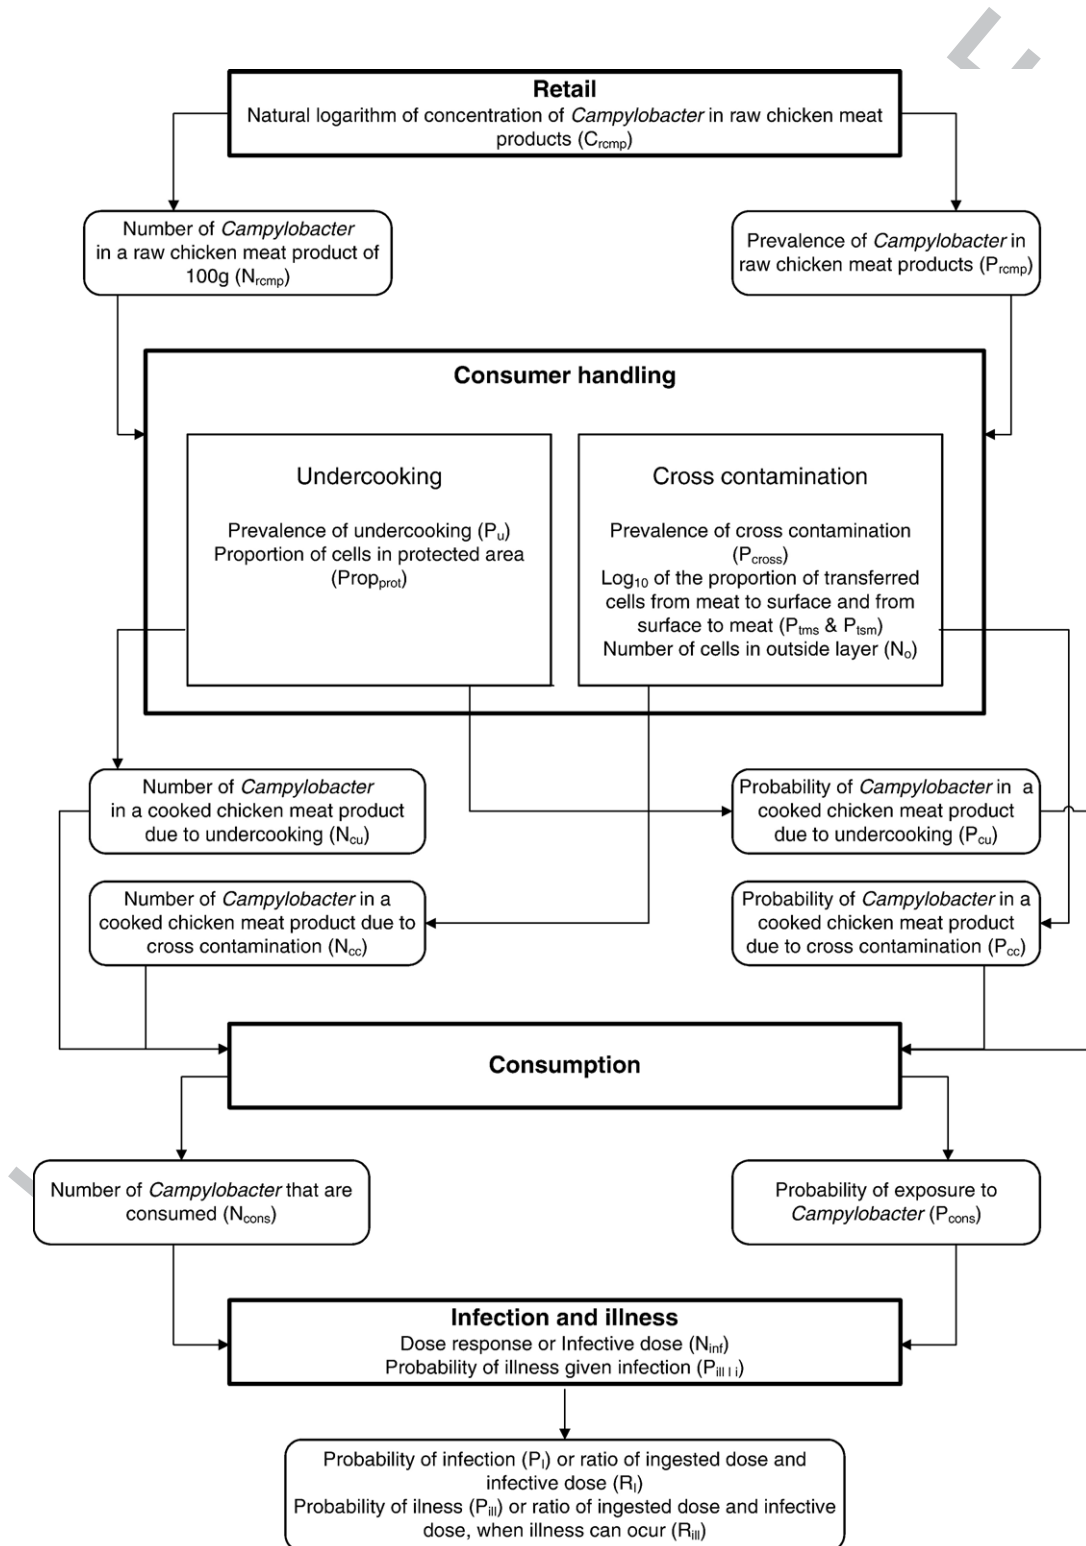 Retail
Natural logarithm of concentration of Campylobacter in raw chicken meat
products (Crcmp)
Number of Campylobacter
in a raw chicken meat product of
100g (Nrcmp)
Prevalence of Campylobacter in
raw chicken meat products (Prcmp)
Consumer handling
Undercooking
Prevalence of undercooking (Pu)
Proportion of cells in protected area
(Propprot)
Cross contamination
Prevalence of cross contamination
(Pcross)
Log10 of the proportion of transferred
cells from meat to surface and from
surface to meat (Ptms & Ptsm)
Number of cells in outside layer (No)
Number of Campylobacter
in a cooked chicken meat product
due to undercooking (Ncu)
Probability of Campylobacter in a
cooked chicken meat product
due to undercooking (Pcu)
Number of Campylobacter in a
cooked chicken meat product due to
cross contamination (Ncc)
Probability of Campylobacter in a
cooked chicken meat product
due to cross contamination (Pcc)
Consumption
Number of Campylobacter that are
consumed (Ncons)
Probability of exposure to
Campylobacter (Pcons)
Infection and illness
Dose response or Infective dose (Ninf)
Probability of illness given infection (Pill | i)
Probability of infection (PI) or ratio of ingested dose and
infective dose (RI)
Probability of ilness (Pill) or ratio of ingested dose and infective
dose, when illness can ocur (Rill)